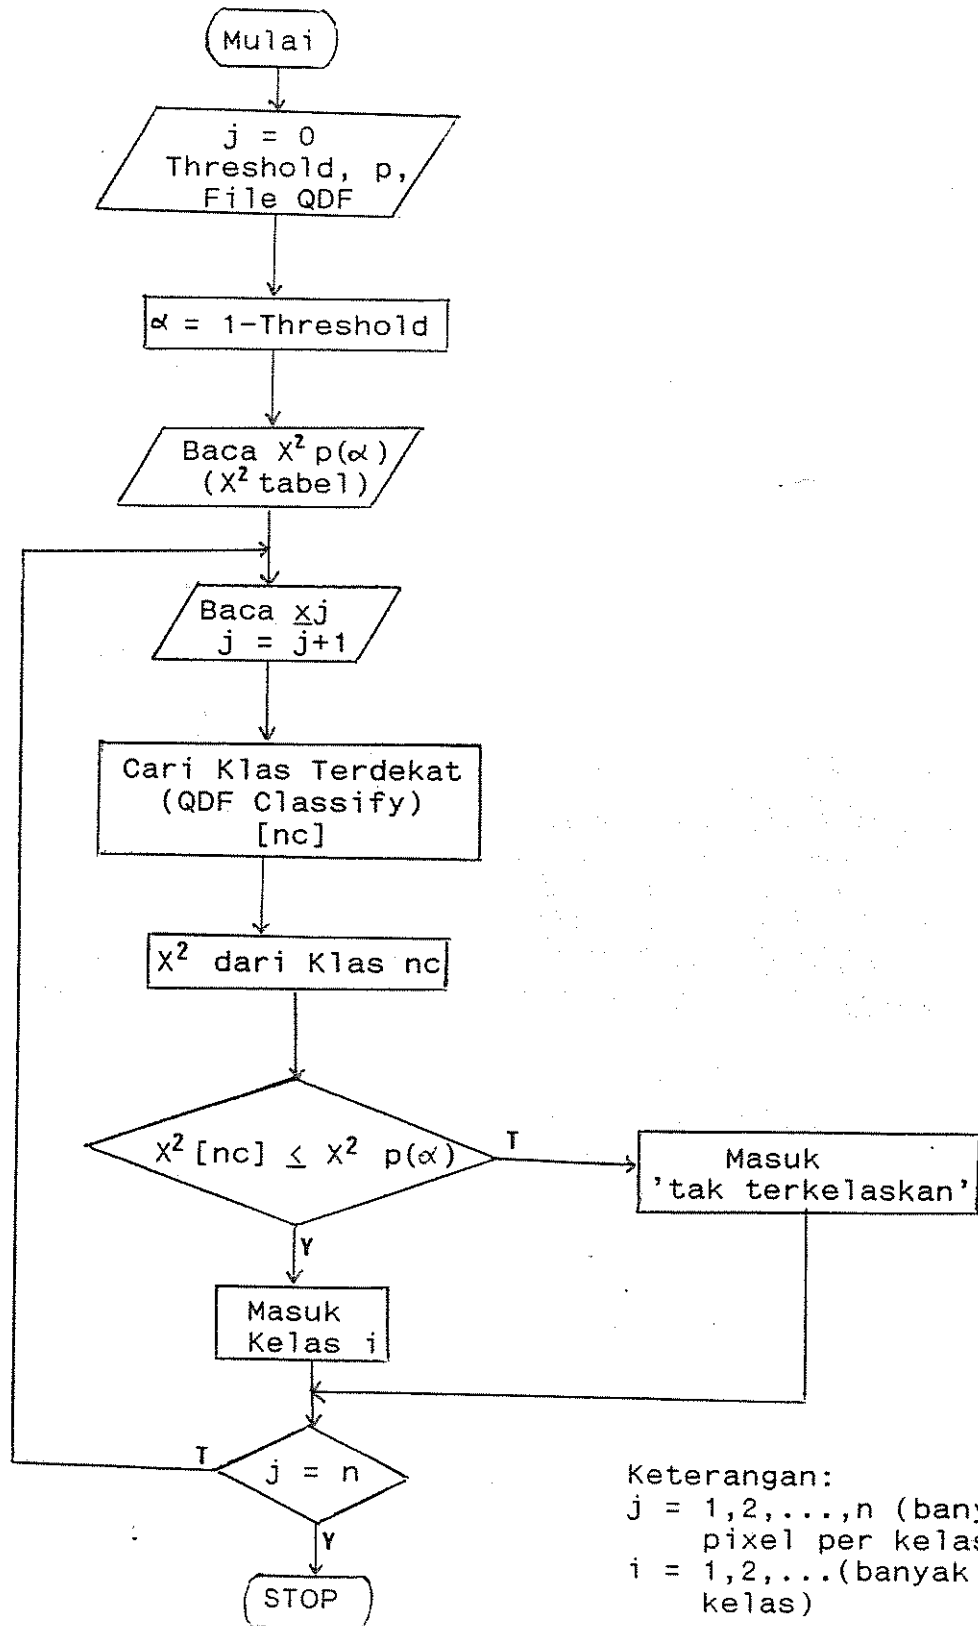 Mulai
j = 0
Threshold, p,
File QDF
α = 1-Threshold
Baca X² p(α)
(X² tabel)
Baca xj
j = j+1
Cari Klas Terdekat
(QDF Classify)
[nc]
X² dari Klas nc
X² [nc] ≤ X² p(α)
T
Masuk
'tak terkelaskan'
Y
Masuk
Kelas i
T
j = n
Y
STOP
Keterangan:
j = 1,2,...,n (bany
pixel per kelas
i = 1,2,...(banyak
kelas)